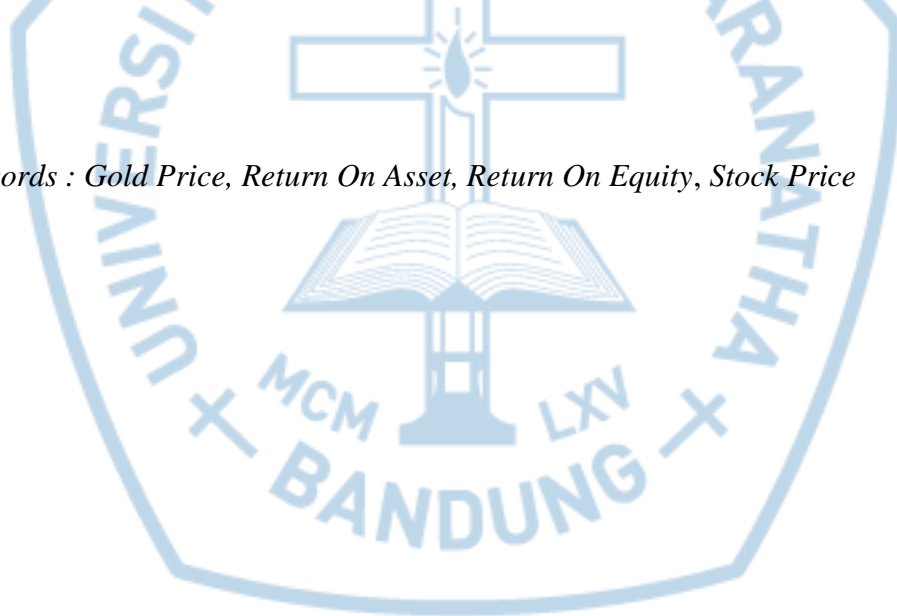 ords : Gold Price, Return On Asset, Return On Equity, Stock Price
MCM LXV
BANDUNG